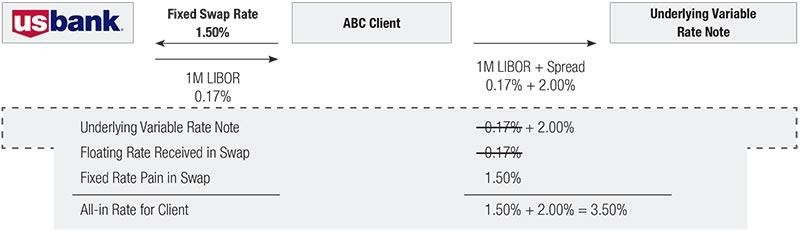 usbank
Fixed Swap Rate
1.50%
ABC Client
Underlying Variable
Rate Note
1M LIBOR
0.17%
1M LIBOR + Spread
0.17% + 2.00%
Underlying Variable Rate Note 0.17% + 2.00%
Floating Rate Received in Swap 0.17%
Fixed Rate Pain in Swap 1.50%
All-in Rate for Client 1.50% + 2.00% = 3.50%